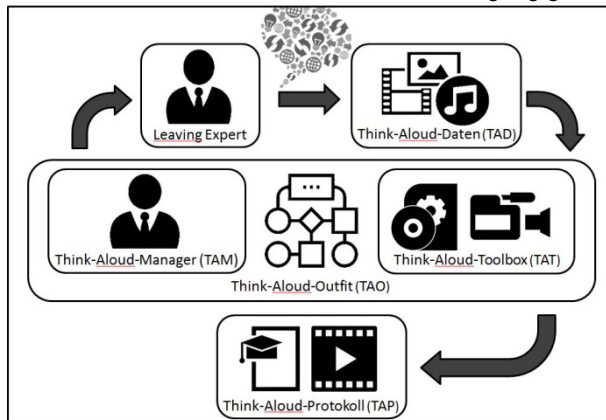 Leaving Expert
Think-Aloud-Daten (TAD)
...
Think-Aloud-Manager (TAM)
Think-Aloud-Toolbox (TAT)
Think-Aloud-Outfit (TAO)
Think-Aloud-Protokoll (TAP)